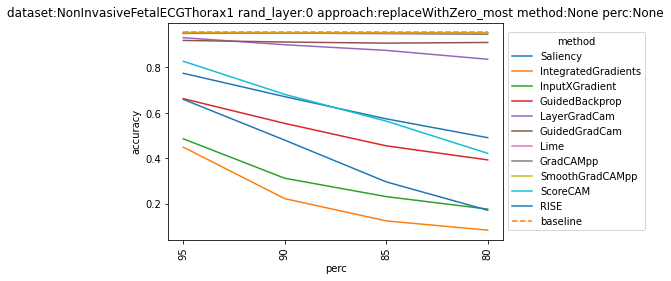 dataset:NonInvasiveFetalECGThorax1 rand_layer:0 approach:replaceWithZero_most method:None perc:None
accuracy
0.8
0.6
0.4
0.2
95
90
85
80
perc
method
Saliency
IntegratedGradients
InputXGradient
GuidedBackprop
LayerGradCam
GuidedGradCam
Lime
GradCAMpp
SmoothGradCAMpp
ScoreCAM
RISE
baseline